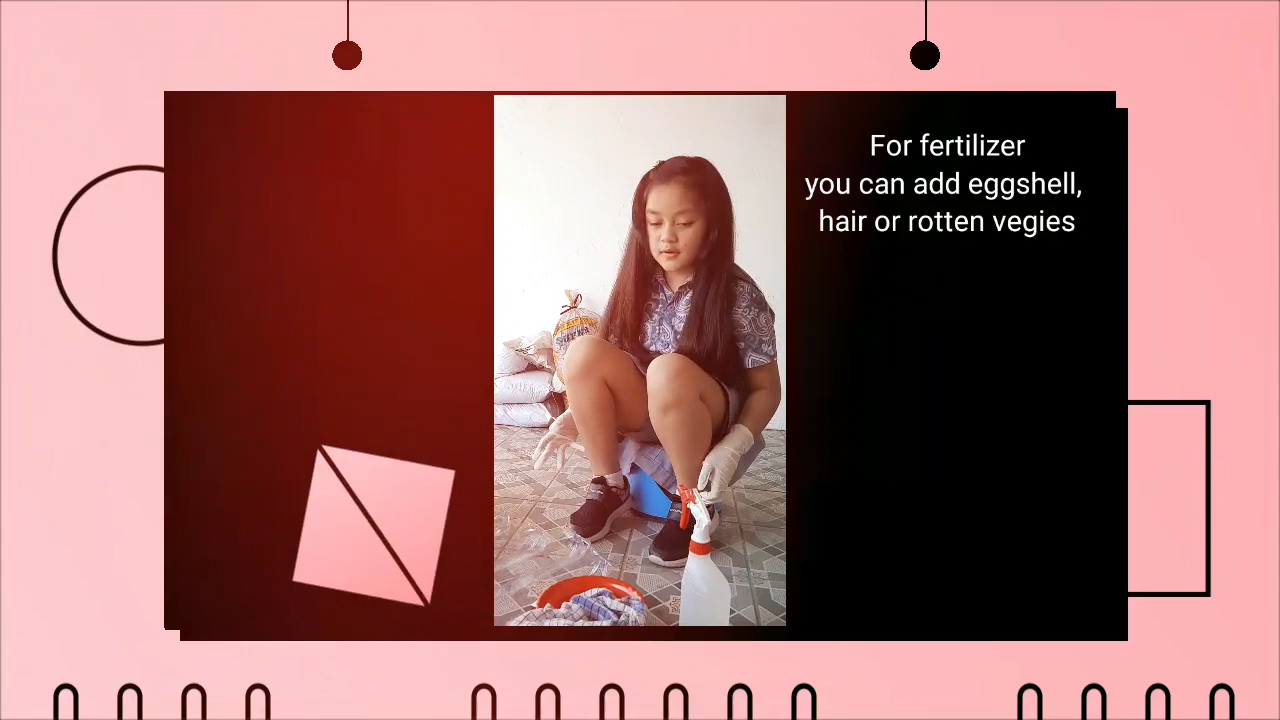 For fertilizer
you can add eggshell,
hair or rotten vegies